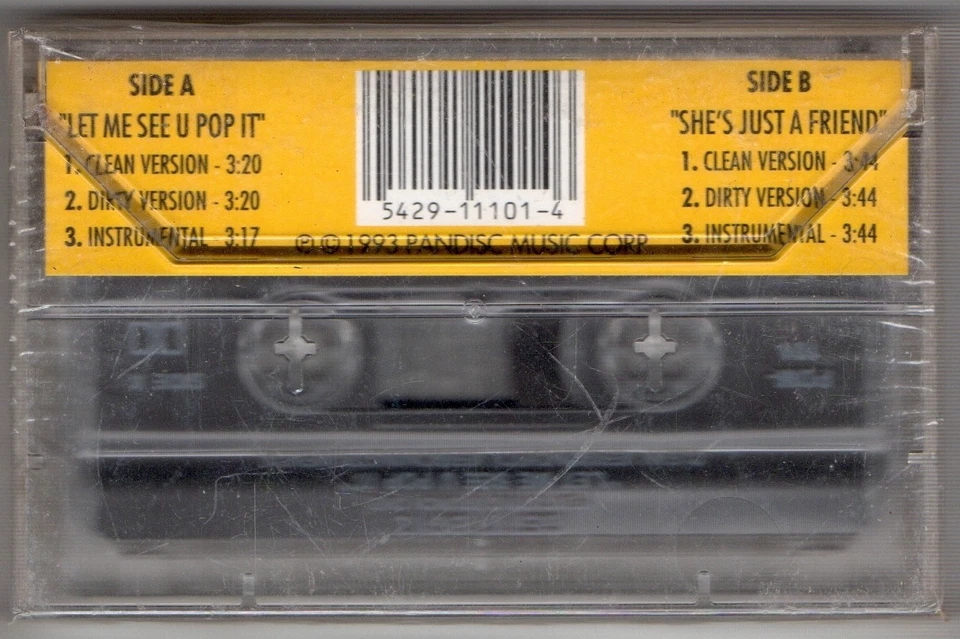 SIDE A
"LET ME SEE U POP IT"
1. CLEAN VERSION - 3:20
2. DIRTY VERSION - 3:20
3. INSTRUMENTAL 3:17
5429-11101-4
℗ © 1993 PANDISC MUSIC CORP.
SIDE B
"SHE'S JUST A FRIEND"
1. CLEAN VERSION - 3:44
2. DIRTY VERSION - 3:44
3. INSTRUMENTAL - 3:44